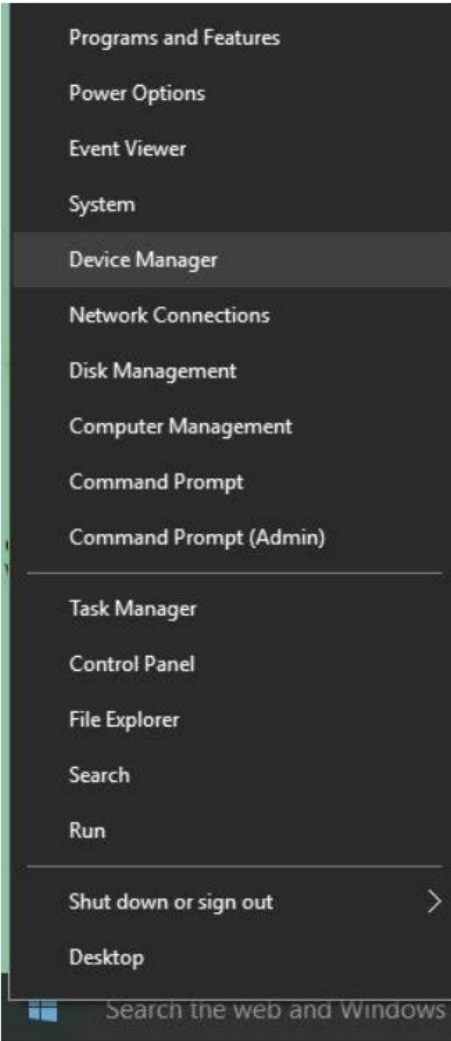 Programs and Features
Power Options
Event Viewer
System
Device Manager
Network Connections
Disk Management
Computer Management
Command Prompt
Command Prompt (Admin)
Task Manager
Control Panel
File Explorer
Search
Run
Shut down or sign out
Desktop
Search the web and Windows